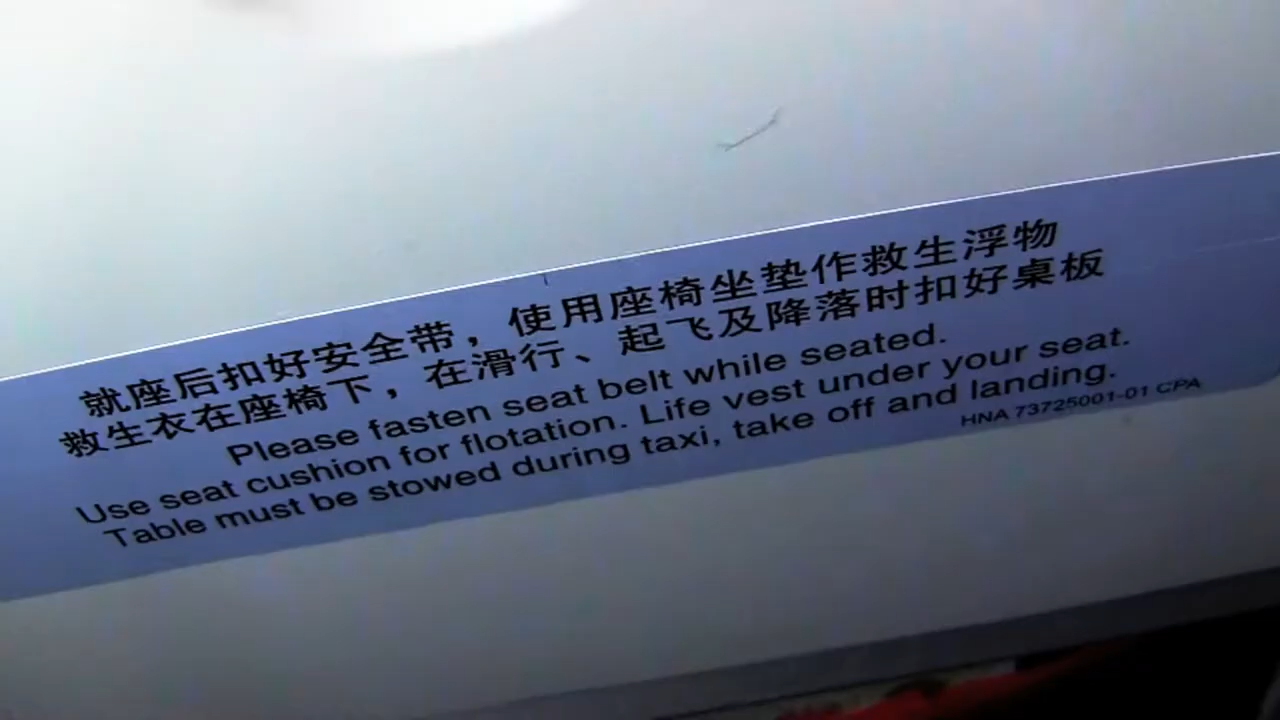 就座后扣好安全带，使用座椅坐垫作救生浮物
救生衣在座椅下，在滑行、起飞及降落时扣好桌板
Please fasten seat belt while seated.
Use seat cushion for flotation. Life vest under your seat.
Table must be stowed during taxi, take off and landing.
HNA 73725001-01 CPA